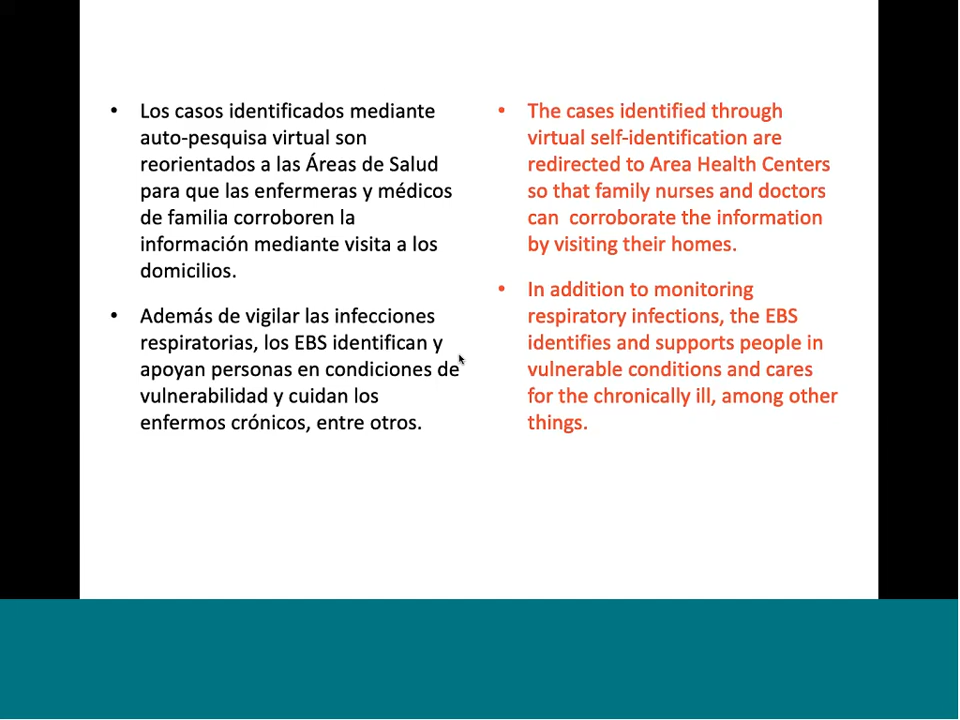 • Los casos identificados mediante
auto-pesquisa virtual son
reorientados a las Áreas de Salud
para que las enfermeras y médicos
de familia corroboren la
información mediante visita a los
domicilios.
• Además de vigilar las infecciones
respiratorias, los EBS identifican y
apoyan personas en condiciones de
vulnerabilidad y cuidan los
enfermos crónicos, entre otros.
• The cases identified through
virtual self-identification are
redirected to Area Health Centers
so that family nurses and doctors
can  corroborate the information
by visiting their homes.
• In addition to monitoring
respiratory infections, the EBS
identifies and supports people in
vulnerable conditions and cares
for the chronically ill, among other
things.